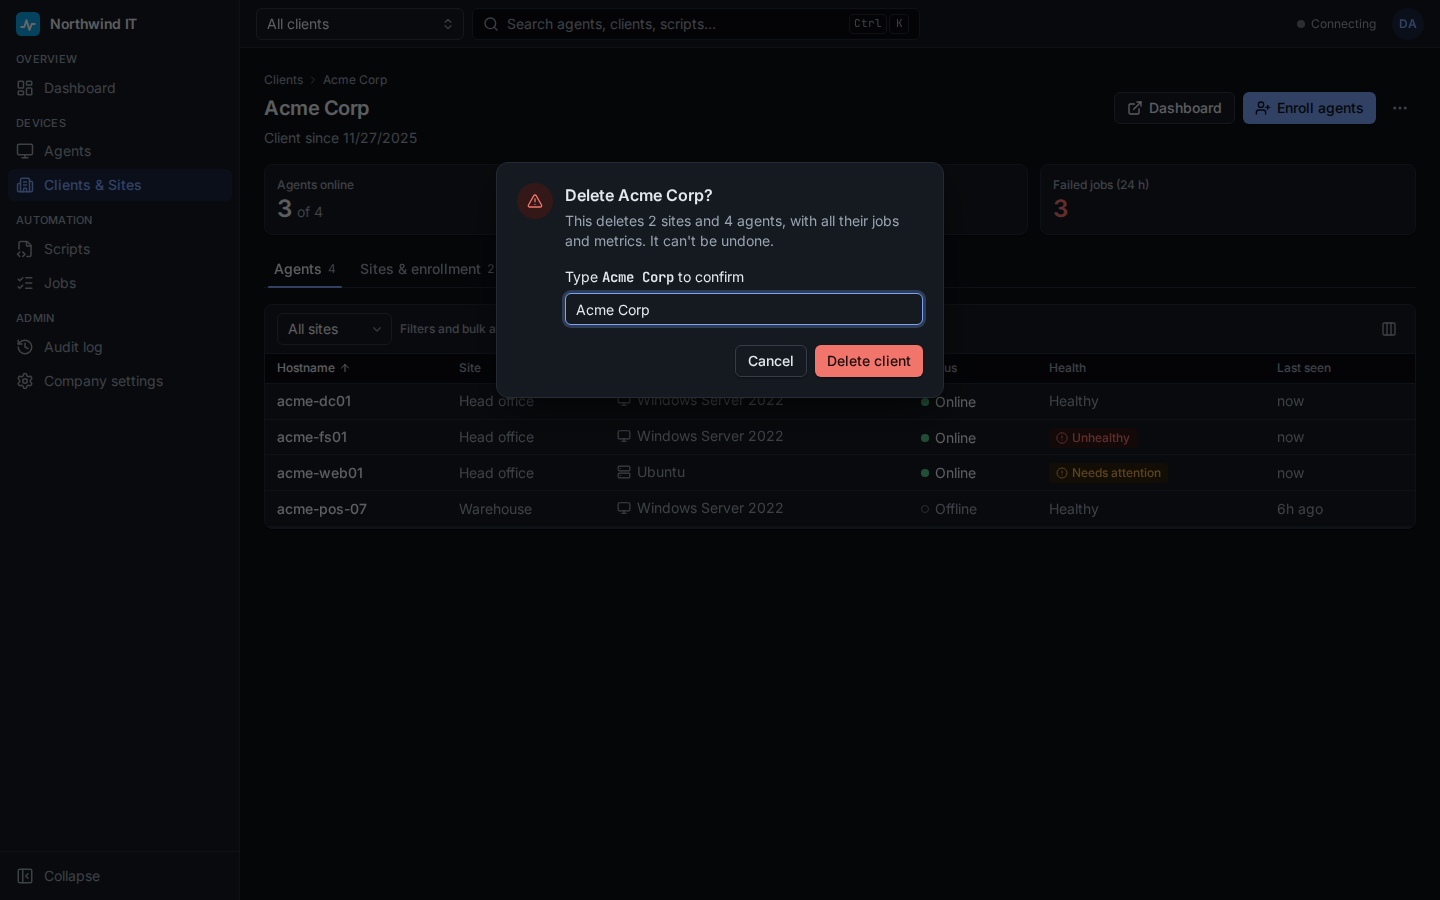 Northwind IT
All clients
Search agents, clients, scripts...
Ctrl K
Connecting
DA
OVERVIEW
Dashboard
DEVICES
Agents
Clients & Sites
AUTOMATION
Scripts
Jobs
ADMIN
Audit log
Company settings
Collapse
Clients > Acme Corp
Acme Corp
Client since 11/27/2025
Dashboard
Enroll agents
Agents online
3 of 4
Failed jobs (24 h)
3
Agents 4
Sites & enrollment 2
All sites
Filters and bulk a
Hostname ↑ Site us Health Last seen
acme-dc01 Head office Windows Server 2022 Online Healthy now
acme-fs01 Head office Windows Server 2022 Online Unhealthy now
acme-web01 Head office Ubuntu Online Needs attention now
acme-pos-07 Warehouse Windows Server 2022 Offline Healthy 6h ago
Delete Acme Corp?
This deletes 2 sites and 4 agents, with all their jobs
and metrics. It can't be undone.
Type Acme Corp to confirm
Acme Corp
Cancel
Delete client